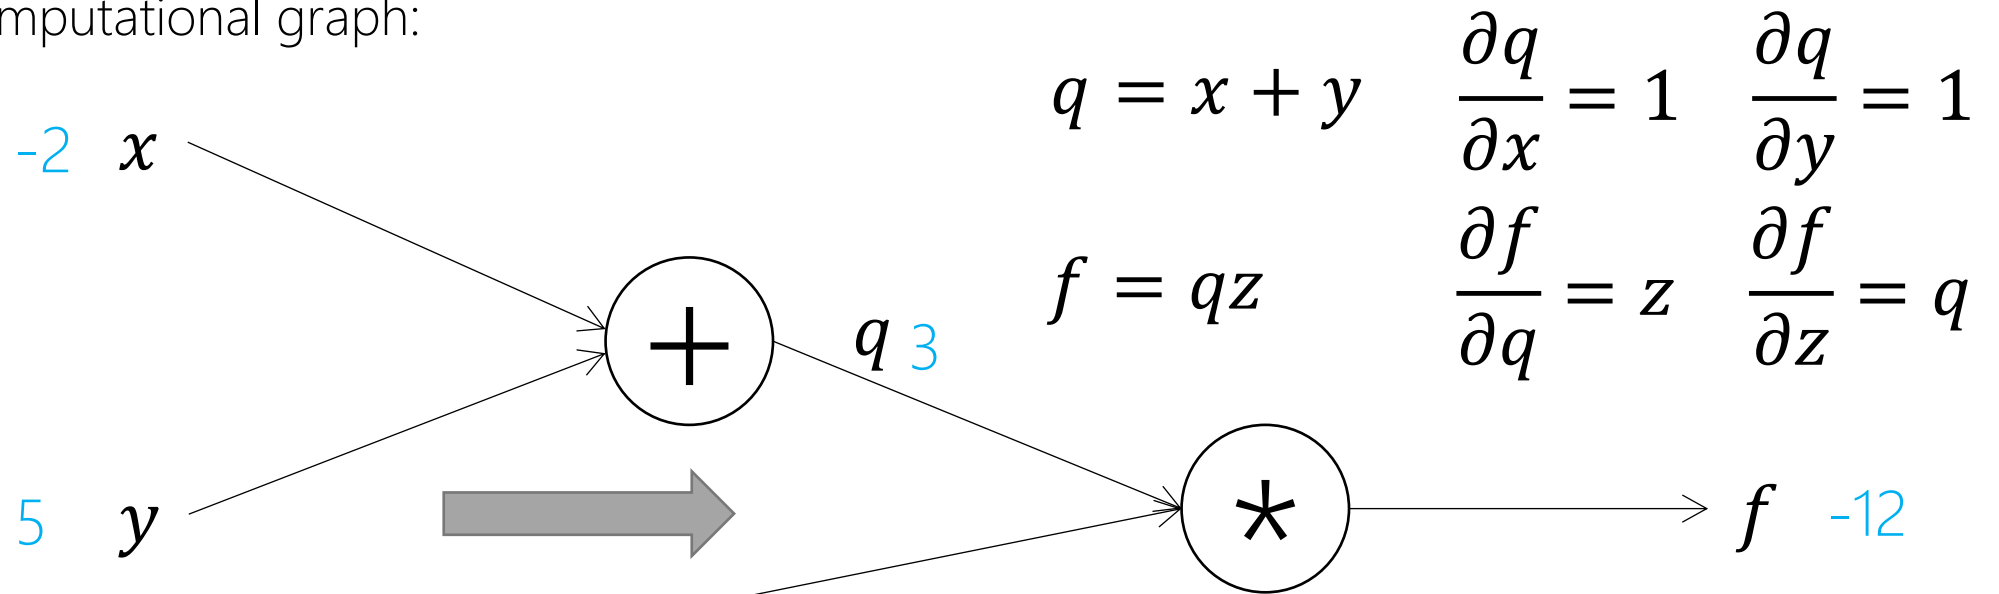 mputational graph:
q = x + y ∂q/∂x = 1 ∂q/∂y = 1
-2 x
+
q 3
f = qz ∂f/∂q = z ∂f/∂z = q
5 y
*
f -12